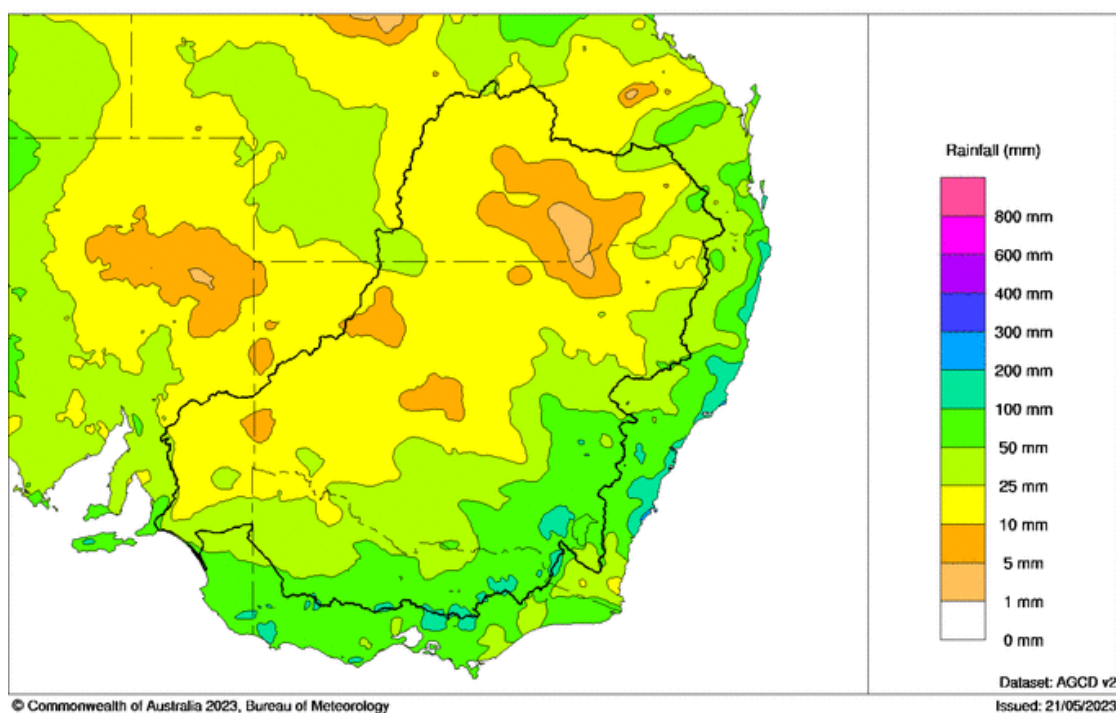 Rainfall (mm)
800 mm
600 mm
400 mm
300 mm
200 mm
100 mm
50 mm
25 mm
10 mm
5 mm
1 mm
0 mm
Dataset: AGCD v2
© Commonwealth of Australia 2023, Bureau of Meteorology
Issued: 21/05/2023